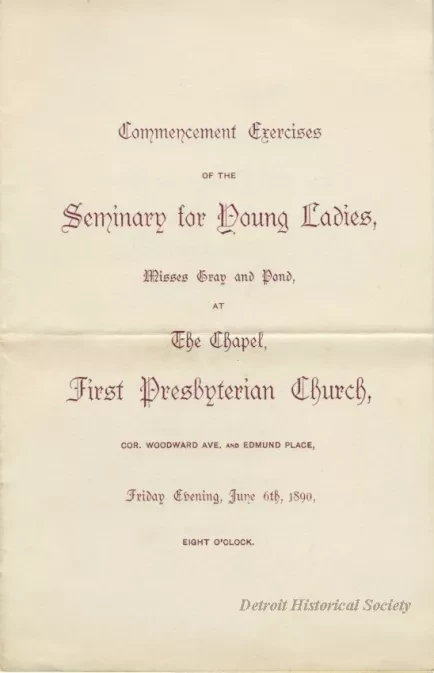 Commencement Exercises
OF THE
Seminary for Young Ladies,
Misses Gray and Pond,
AT
The Chapel,
First Presbyterian Church,
COR. WOODWARD AVE. AND EDMUND PLACE,
Friday Evening, June 6th, 1890,
EIGHT O'CLOCK.
Detroit Historical Society